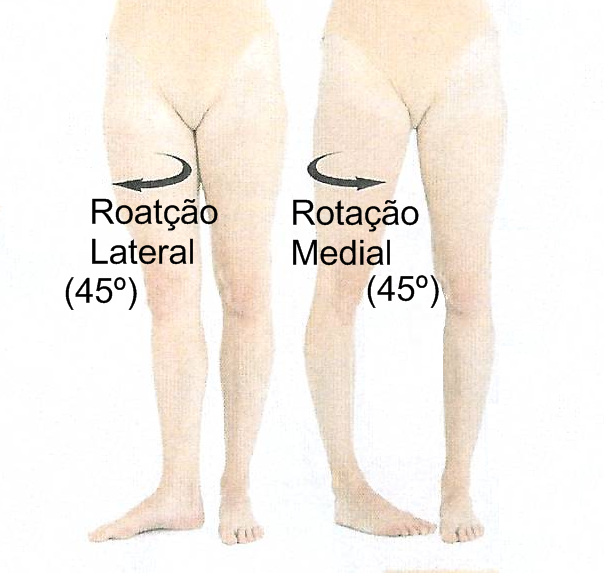 Roatção
Lateral
(45º)
Rotação
Medial
(45º)